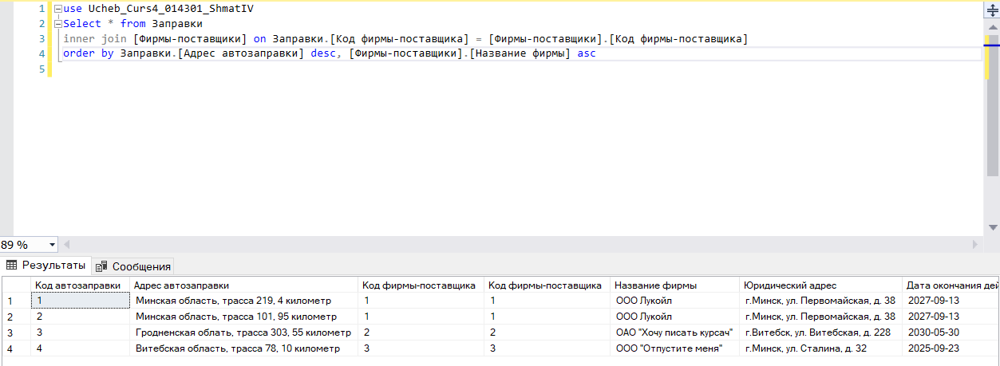 1 use Ucheb_Curs4_014301_ShmatIV
2 Select * from Заправки
3 inner join [Фирмы-поставщики] on Заправки.[Код фирмы-поставщика] = [Фирмы-поставщики].[Код фирмы-поставщика]
4 order by Заправки.[Адрес автозаправки] desc, [Фирмы-поставщики].[Название фирмы] asc
5
89 %
Результаты Сообщения
Код автозаправки Адрес автозаправки Код фирмы-поставщика Код фирмы-поставщика Название фирмы Юридический адрес Дата окончания дей
1 1 Минская область, трасса 219, 4 километр 1 1 ООО Лукойл г.Минск, ул. Первомайская, д. 38 2027-09-13
2 2 Минская область, трасса 101, 95 километр 1 1 ООО Лукойл г.Минск, ул. Первомайская, д. 38 2027-09-13
3 3 Гродненская облать, трасса 303, 55 километр 2 2 ОАО "Хочу писать курсач" г.Витебск, ул. Витебская, д. 228 2030-05-30
4 4 Витебская область, трасса 78, 10 километр 3 3 ООО "Отпустите меня" г.Минск, ул. Сталина, д. 32 2025-09-23